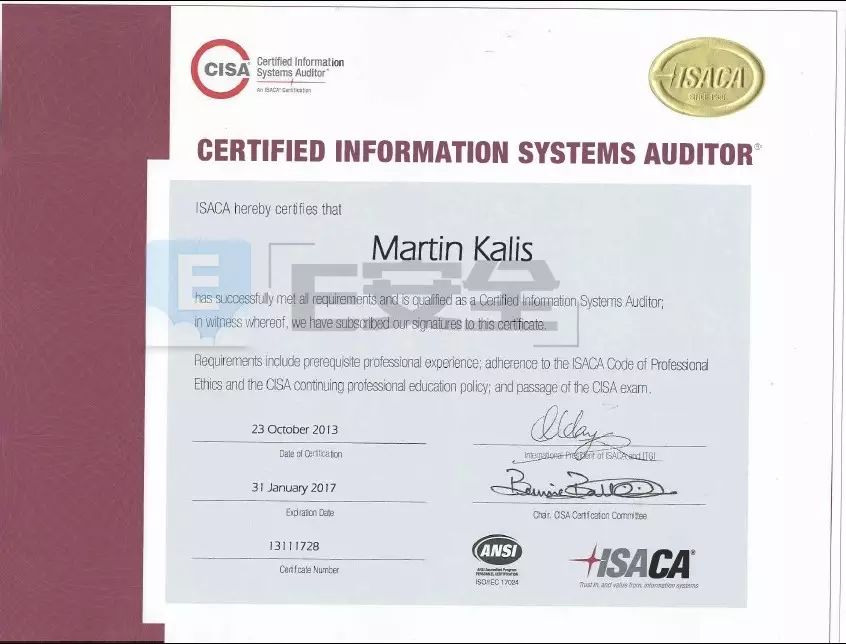 CISA®
Certified Information
Systems Auditor®
An ISACA® Certification
ISACA
SINCE 1969
CERTIFIED INFORMATION SYSTEMS AUDITOR®
ISACA hereby certifies that
Martin Kalis
E E安全
has successfully met all requirements and is qualified as a Certified Information Systems Auditor;
in witness whereof, we have subscribed our signatures to this certificate.
Requirements include prerequisite professional experience; adherence to the ISACA Code of Professional
Ethics and the CISA continuing professional education policy; and passage of the CISA exam.
23 October 2013
Date of Certification
International President of ISACA and ITGI
31 January 2017
Expiration Date
Chair, CISA Certification Committee
13111728
Certificate Number
ANSI
ANSI Accredited Program
PERSONNEL CERTIFICATION
ISO/IEC 17024
ISACA®
Trust in, and value from, information systems